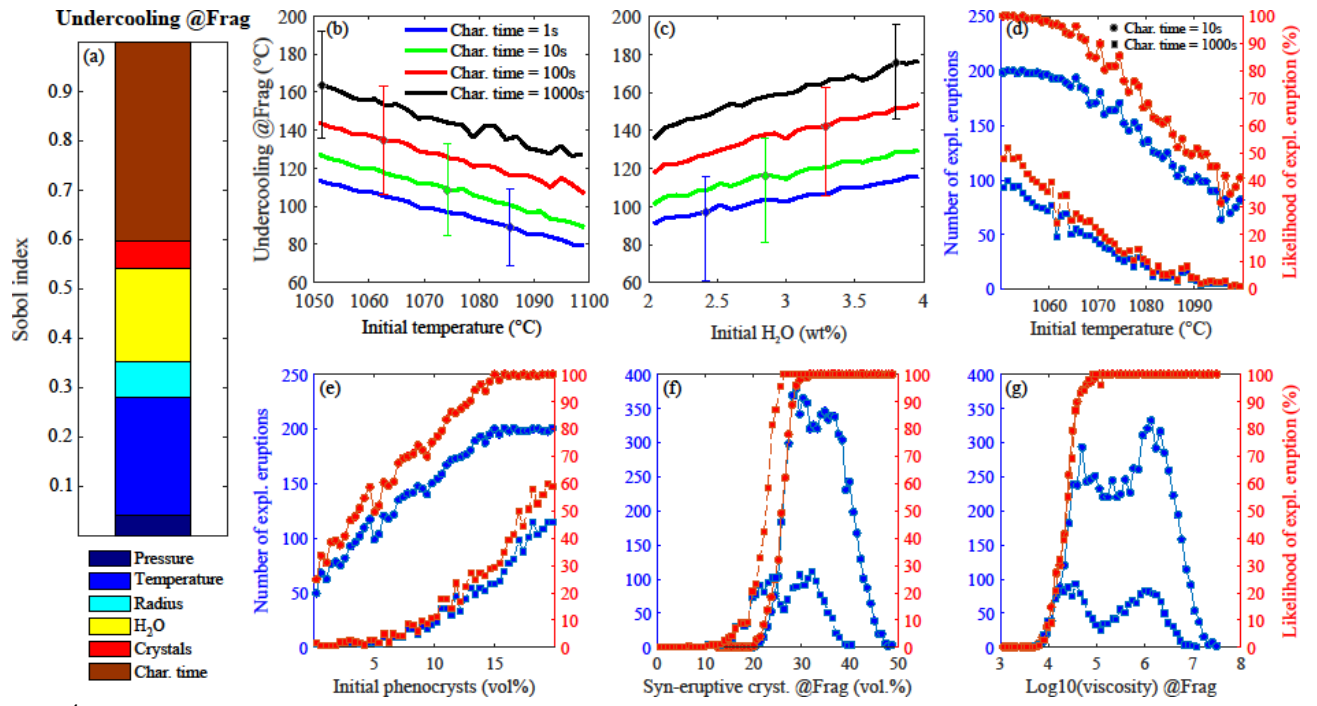 Undercooling @Frag
(a)
Sobol index
0.9
0.8
0.7
0.6
0.5
0.4
0.3
0.2
0.1
Pressure
Temperature
Radius
H₂O
Crystals
Char. time
(b)
Undercooling @Frag (°C)
200
180
160
140
120
100
80
60
Char. time = 1s
Char. time = 10s
Char. time = 100s
Char. time = 1000s
1050 1060 1070 1080 1090 1100
Initial temperature (°C)
(c)
200
180
160
140
120
100
80
60
2 2.5 3 3.5 4
Initial H₂O (wt%)
(d)
Char. time = 10s
Char. time = 1000s
Number of expl. eruptions
250
200
150
100
50
0
Likelihood of expl. eruption (%)
100
90
80
70
60
50
40
30
20
10
0
1060 1070 1080 1090
Initial temperature (°C)
(e)
Number of expl. eruptions
250
200
150
100
50
0
100
90
80
70
60
50
40
30
20
10
0
5 10 15
Initial phenocrysts (vol%)
(f)
400
350
300
250
200
150
100
50
0
100
90
80
70
60
50
40
30
20
10
0
0 10 20 30 40 50
Syn-eruptive cryst. @Frag (vol.%)
(g)
400
350
300
250
200
150
100
50
0
100
90
80
70
60
50
40
30
20
10
0
Likelihood of expl. eruption (%)
3 4 5 6 7 8
Log10(viscosity) @Frag